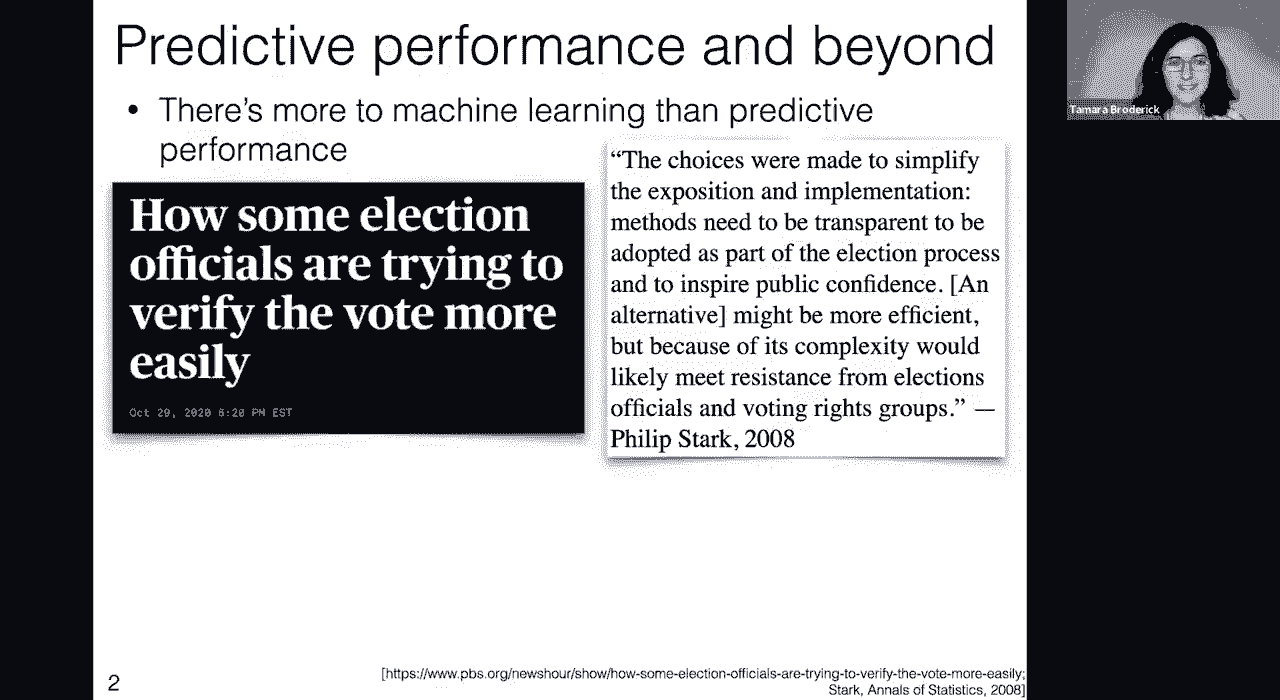 Predictive performance and beyond
• There's more to machine learning than predictive
performance
How some election
officials are trying to
verify the vote more
easily
Oct 29, 2020 6:20 PM EST
“The choices were made to simplify
the exposition and implementation:
methods need to be transparent to be
adopted as part of the election process
and to inspire public confidence. [An
alternative] might be more efficient,
but because of its complexity would
likely meet resistance from elections
officials and voting rights groups.” —
Philip Stark, 2008
2
[https://www.pbs.org/newshour/show/how-some-election-officials-are-trying-to-verify-the-vote-more-easily;
Stark, Annals of Statistics, 2008]
Tamara Broderick